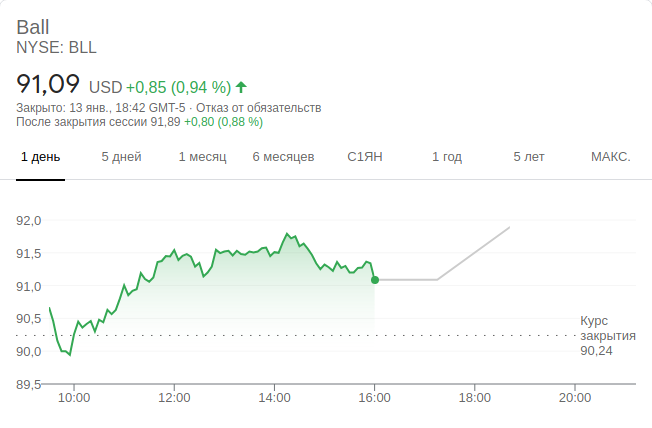 Ball
NYSE: BLL
91,09 USD +0,85 (0,94 %)
Закрыто: 13 янв., 18:42 GMT-5 · Отказ от обязательств
После закрытия сессии 91,89 +0,80 (0,88 %)
1 день 5 дней 1 месяц 6 месяцев С1ЯН 1 год 5 лет МАКС.
92,0
91,5
91,0
90,5
90,0
89,5
Курс
закрытия
90,24
10:00 12:00 14:00 16:00 18:00 20:00